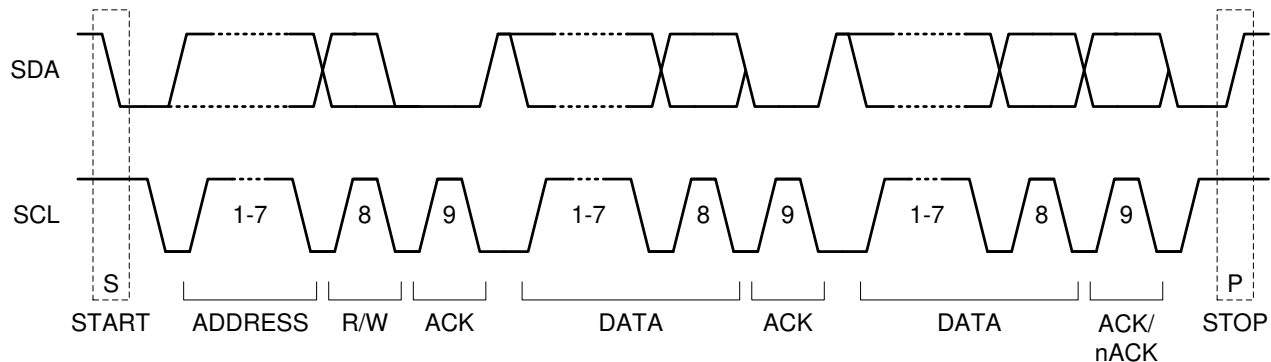 SDA
SCL
1-7
8
9
1-7
8
9
1-7
8
9
S
P
START
ADDRESS
R/W
ACK
DATA
ACK
DATA
ACK/
nACK
STOP